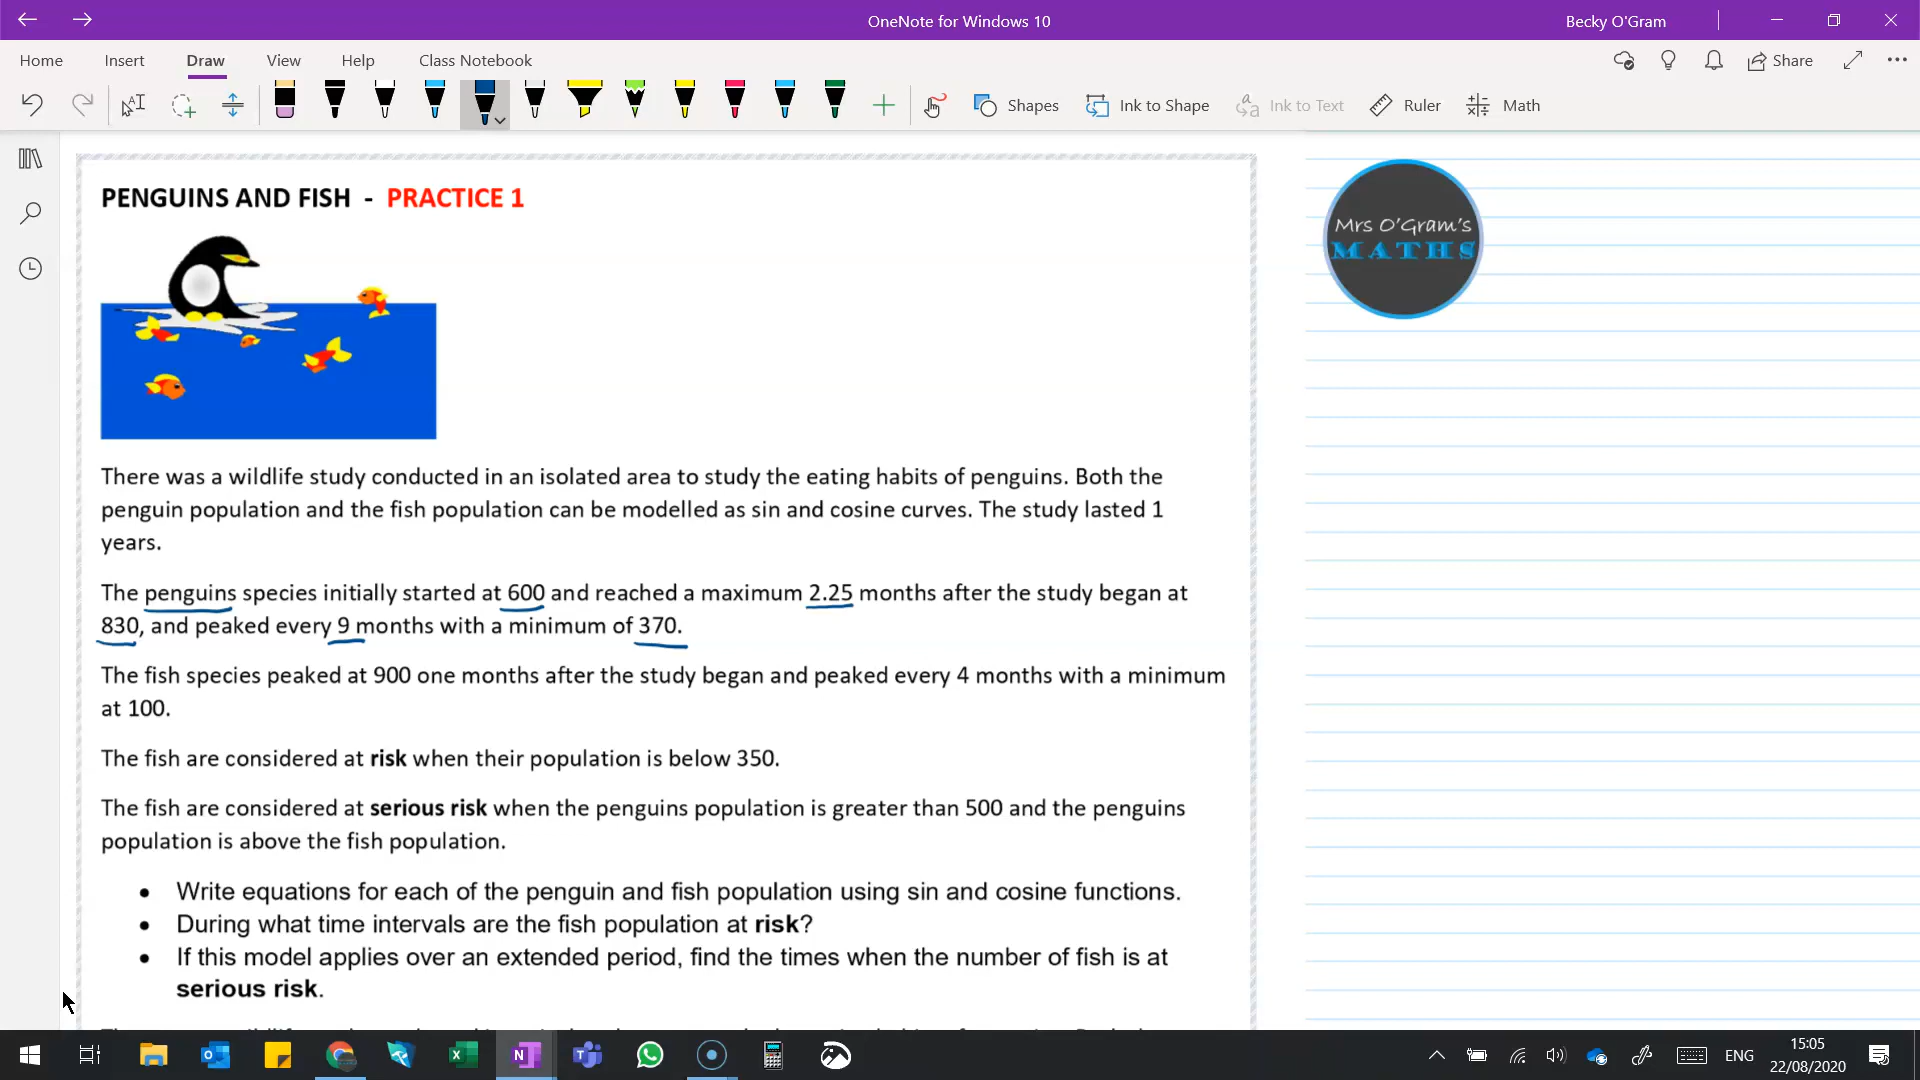 OneNote for Windows 10
Becky O'Gram
Home Insert Draw View Help Class Notebook
Share
Shapes Ink to Shape Ink to Text Ruler Math
PENGUINS AND FISH - PRACTICE 1
Mrs O'Gram's
MATHS
There was a wildlife study conducted in an isolated area to study the eating habits of penguins. Both the
penguin population and the fish population can be modelled as sin and cosine curves. The study lasted 1
years.
The penguins species initially started at 600 and reached a maximum 2.25 months after the study began at
830, and peaked every 9 months with a minimum of 370.
The fish species peaked at 900 one months after the study began and peaked every 4 months with a minimum
at 100.
The fish are considered at risk when their population is below 350.
The fish are considered at serious risk when the penguins population is greater than 500 and the penguins
population is above the fish population.
• Write equations for each of the penguin and fish population using sin and cosine functions.
• During what time intervals are the fish population at risk?
• If this model applies over an extended period, find the times when the number of fish is at
serious risk.
ENG
15:05
22/08/2020